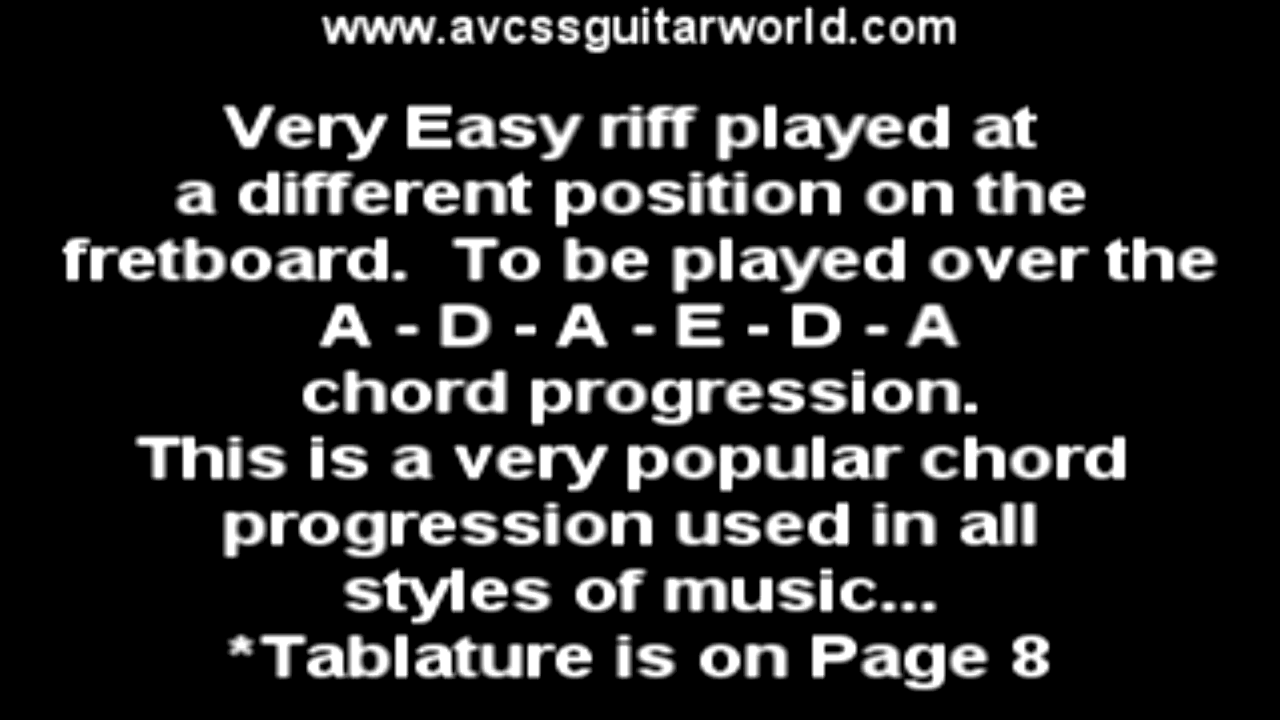 www.avcssguitarworld.com
Very Easy riff played at
a different position on the
fretboard.  To be played over the
A - D - A - E - D - A
chord progression.
This is a very popular chord
progression used in all
styles of music...
*Tablature is on Page 8